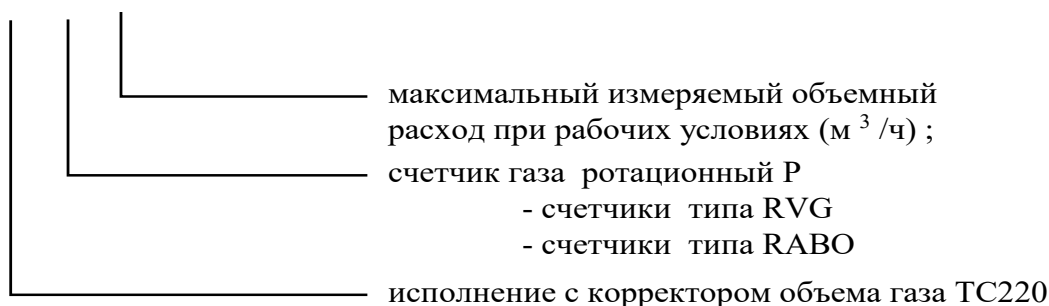 максимальный измеряемый объемный
расход при рабочих условиях (м ³ /ч) ;
счетчик газа ротационный Р
- счетчики типа RVG
- счетчики типа RABO
исполнение с корректором объема газа ТС220